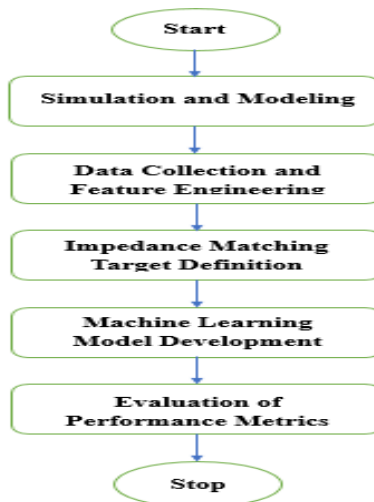 Start
Simulation and Modeling
Data Collection and
Feature Engineering
Impedance Matching
Target Definition
Machine Learning
Model Development
Evaluation of
Performance Metrics
Stop